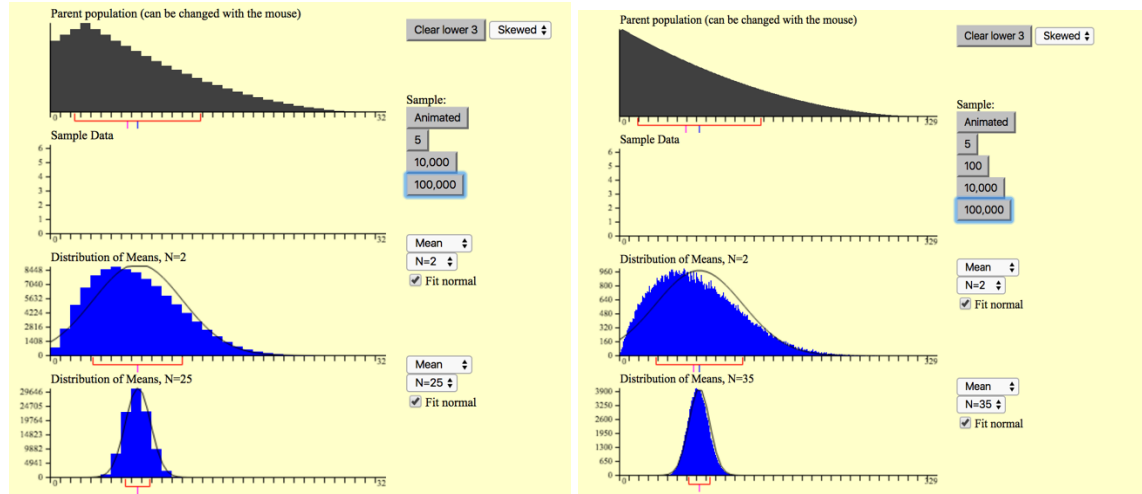 Parent population (can be changed with the mouse)
Clear lower 3 Skewed
0 32
Sample:
Animated
5
10,000
100,000
Sample Data
6
5
4
3
2
1
0
0 32
Mean
N=2
Fit normal
Distribution of Means, N=2
8448
7040
5632
4224
2816
1408
0
0 32
Mean
N=25
Fit normal
Distribution of Means, N=25
29646
24705
19764
14823
9882
4941
0
0 32
Parent population (can be changed with the mouse)
Clear lower 3 Skewed
0 329
Sample:
Animated
5
100
10,000
100,000
Sample Data
6
5
4
3
2
1
0
0 329
Mean
N=2
Fit normal
Distribution of Means, N=2
960
800
640
480
320
160
0
0 329
Mean
N=35
Fit normal
Distribution of Means, N=35
3900
3250
2600
1950
1300
650
0
0 329